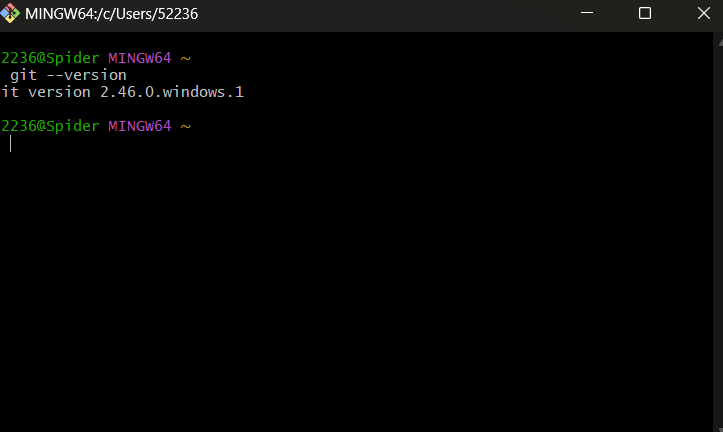 MINGW64:/c/Users/52236
2236@Spider MINGW64 ~
git --version
it version 2.46.0.windows.1
2236@Spider MINGW64 ~